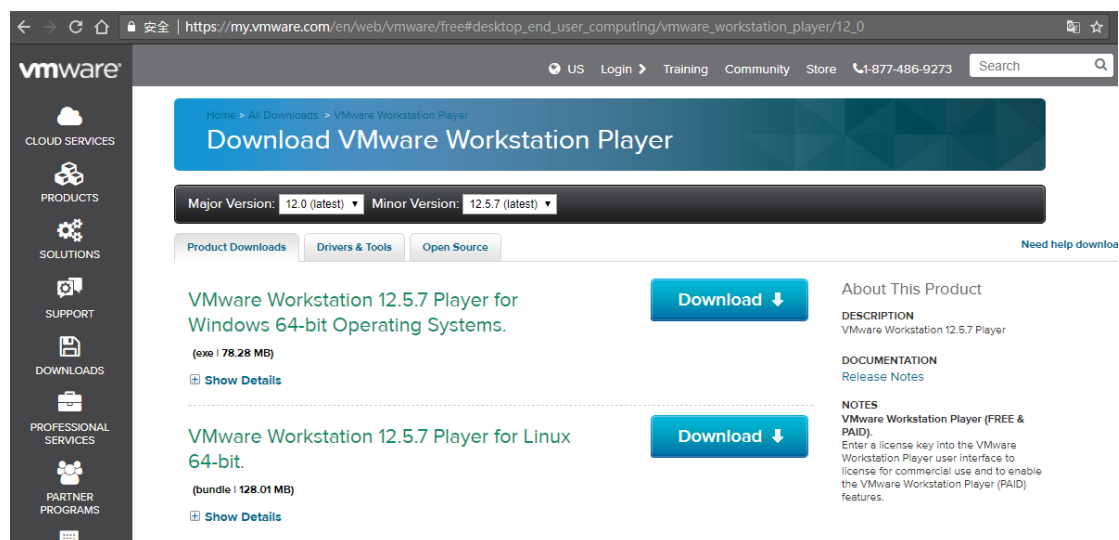 安全 | https://my.vmware.com/en/web/vmware/free#desktop_end_user_computing/vmware_workstation_player/12_0
vmware
US Login Training Community Store 1-877-486-9273 Search
CLOUD SERVICES
PRODUCTS
SOLUTIONS
SUPPORT
DOWNLOADS
PROFESSIONAL
SERVICES
PARTNER
PROGRAMS
Home > All Downloads > VMware Workstation Player
Download VMware Workstation Player
Major Version: 12.0 (latest) Minor Version: 12.5.7 (latest)
Product Downloads Drivers & Tools Open Source Need help downloa
VMware Workstation 12.5.7 Player for
Windows 64-bit Operating Systems.
(exe | 78.28 MB)
Show Details
Download
VMware Workstation 12.5.7 Player for Linux
64-bit.
(bundle | 128.01 MB)
Show Details
Download
About This Product
DESCRIPTION
VMware Workstation 12.5.7 Player
DOCUMENTATION
Release Notes
NOTES
VMware Workstation Player (FREE &
PAID).
Enter a license key into the VMware
Workstation Player user interface to
license for commercial use and to enable
the VMware Workstation Player (PAID)
features.